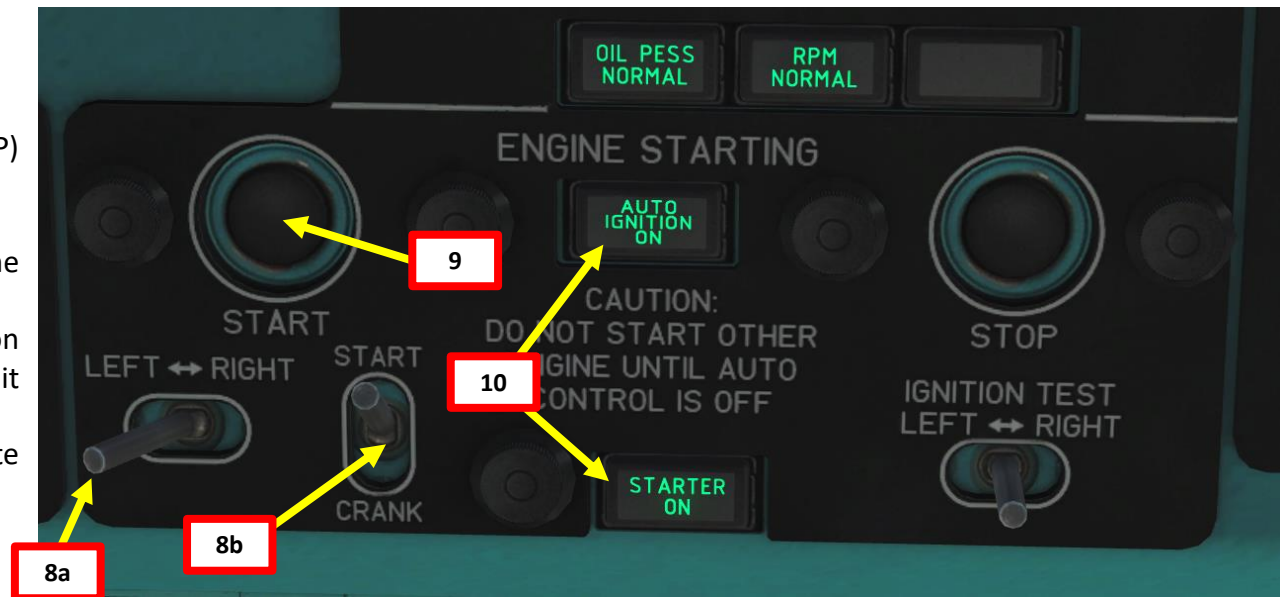 P)
ne
on
it
te
OIL PESS
NORMAL
RPM
NORMAL
ENGINE STARTING
AUTO
IGNITION
ON
9
START
STOP
CAUTION:
DO NOT START OTHER
GINE UNTIL AUTO
CONTROL IS OFF
10
LEFT ↔ RIGHT
START
CRANK
IGNITION TEST
LEFT ↔ RIGHT
STARTER
ON
8b
8a